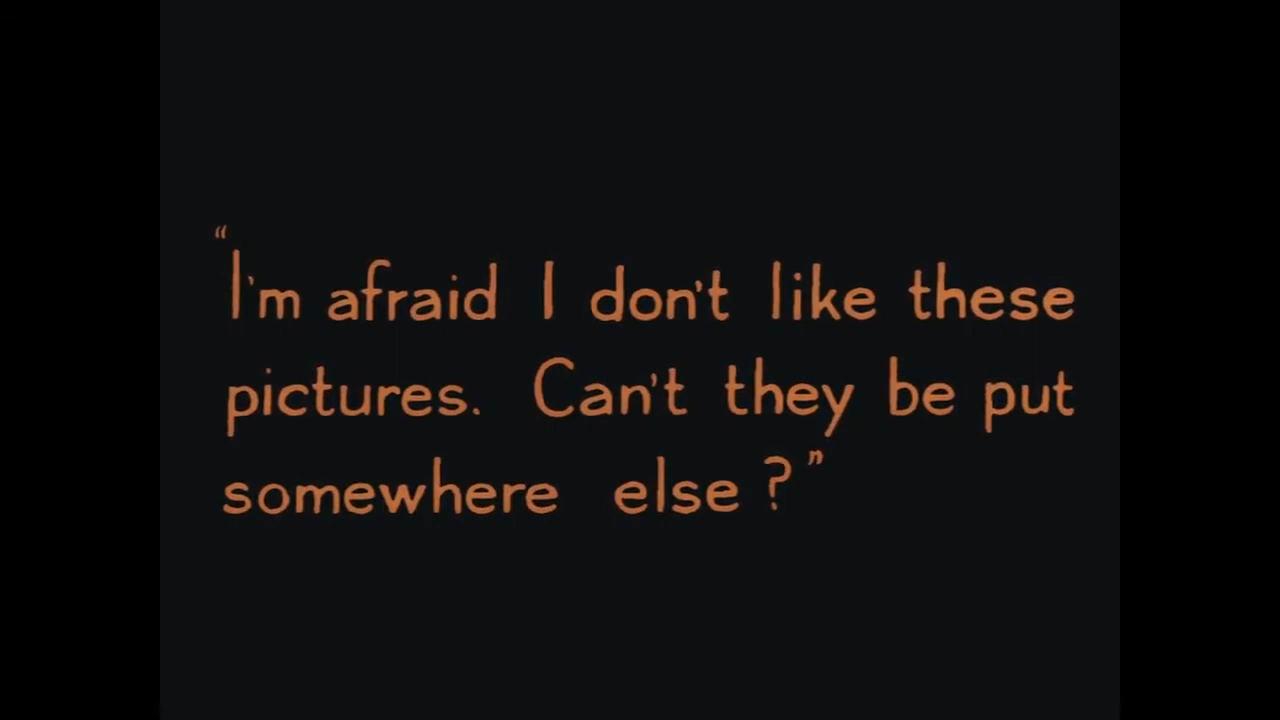 "I'm afraid I don't like these
pictures. Can't they be put
somewhere else?"